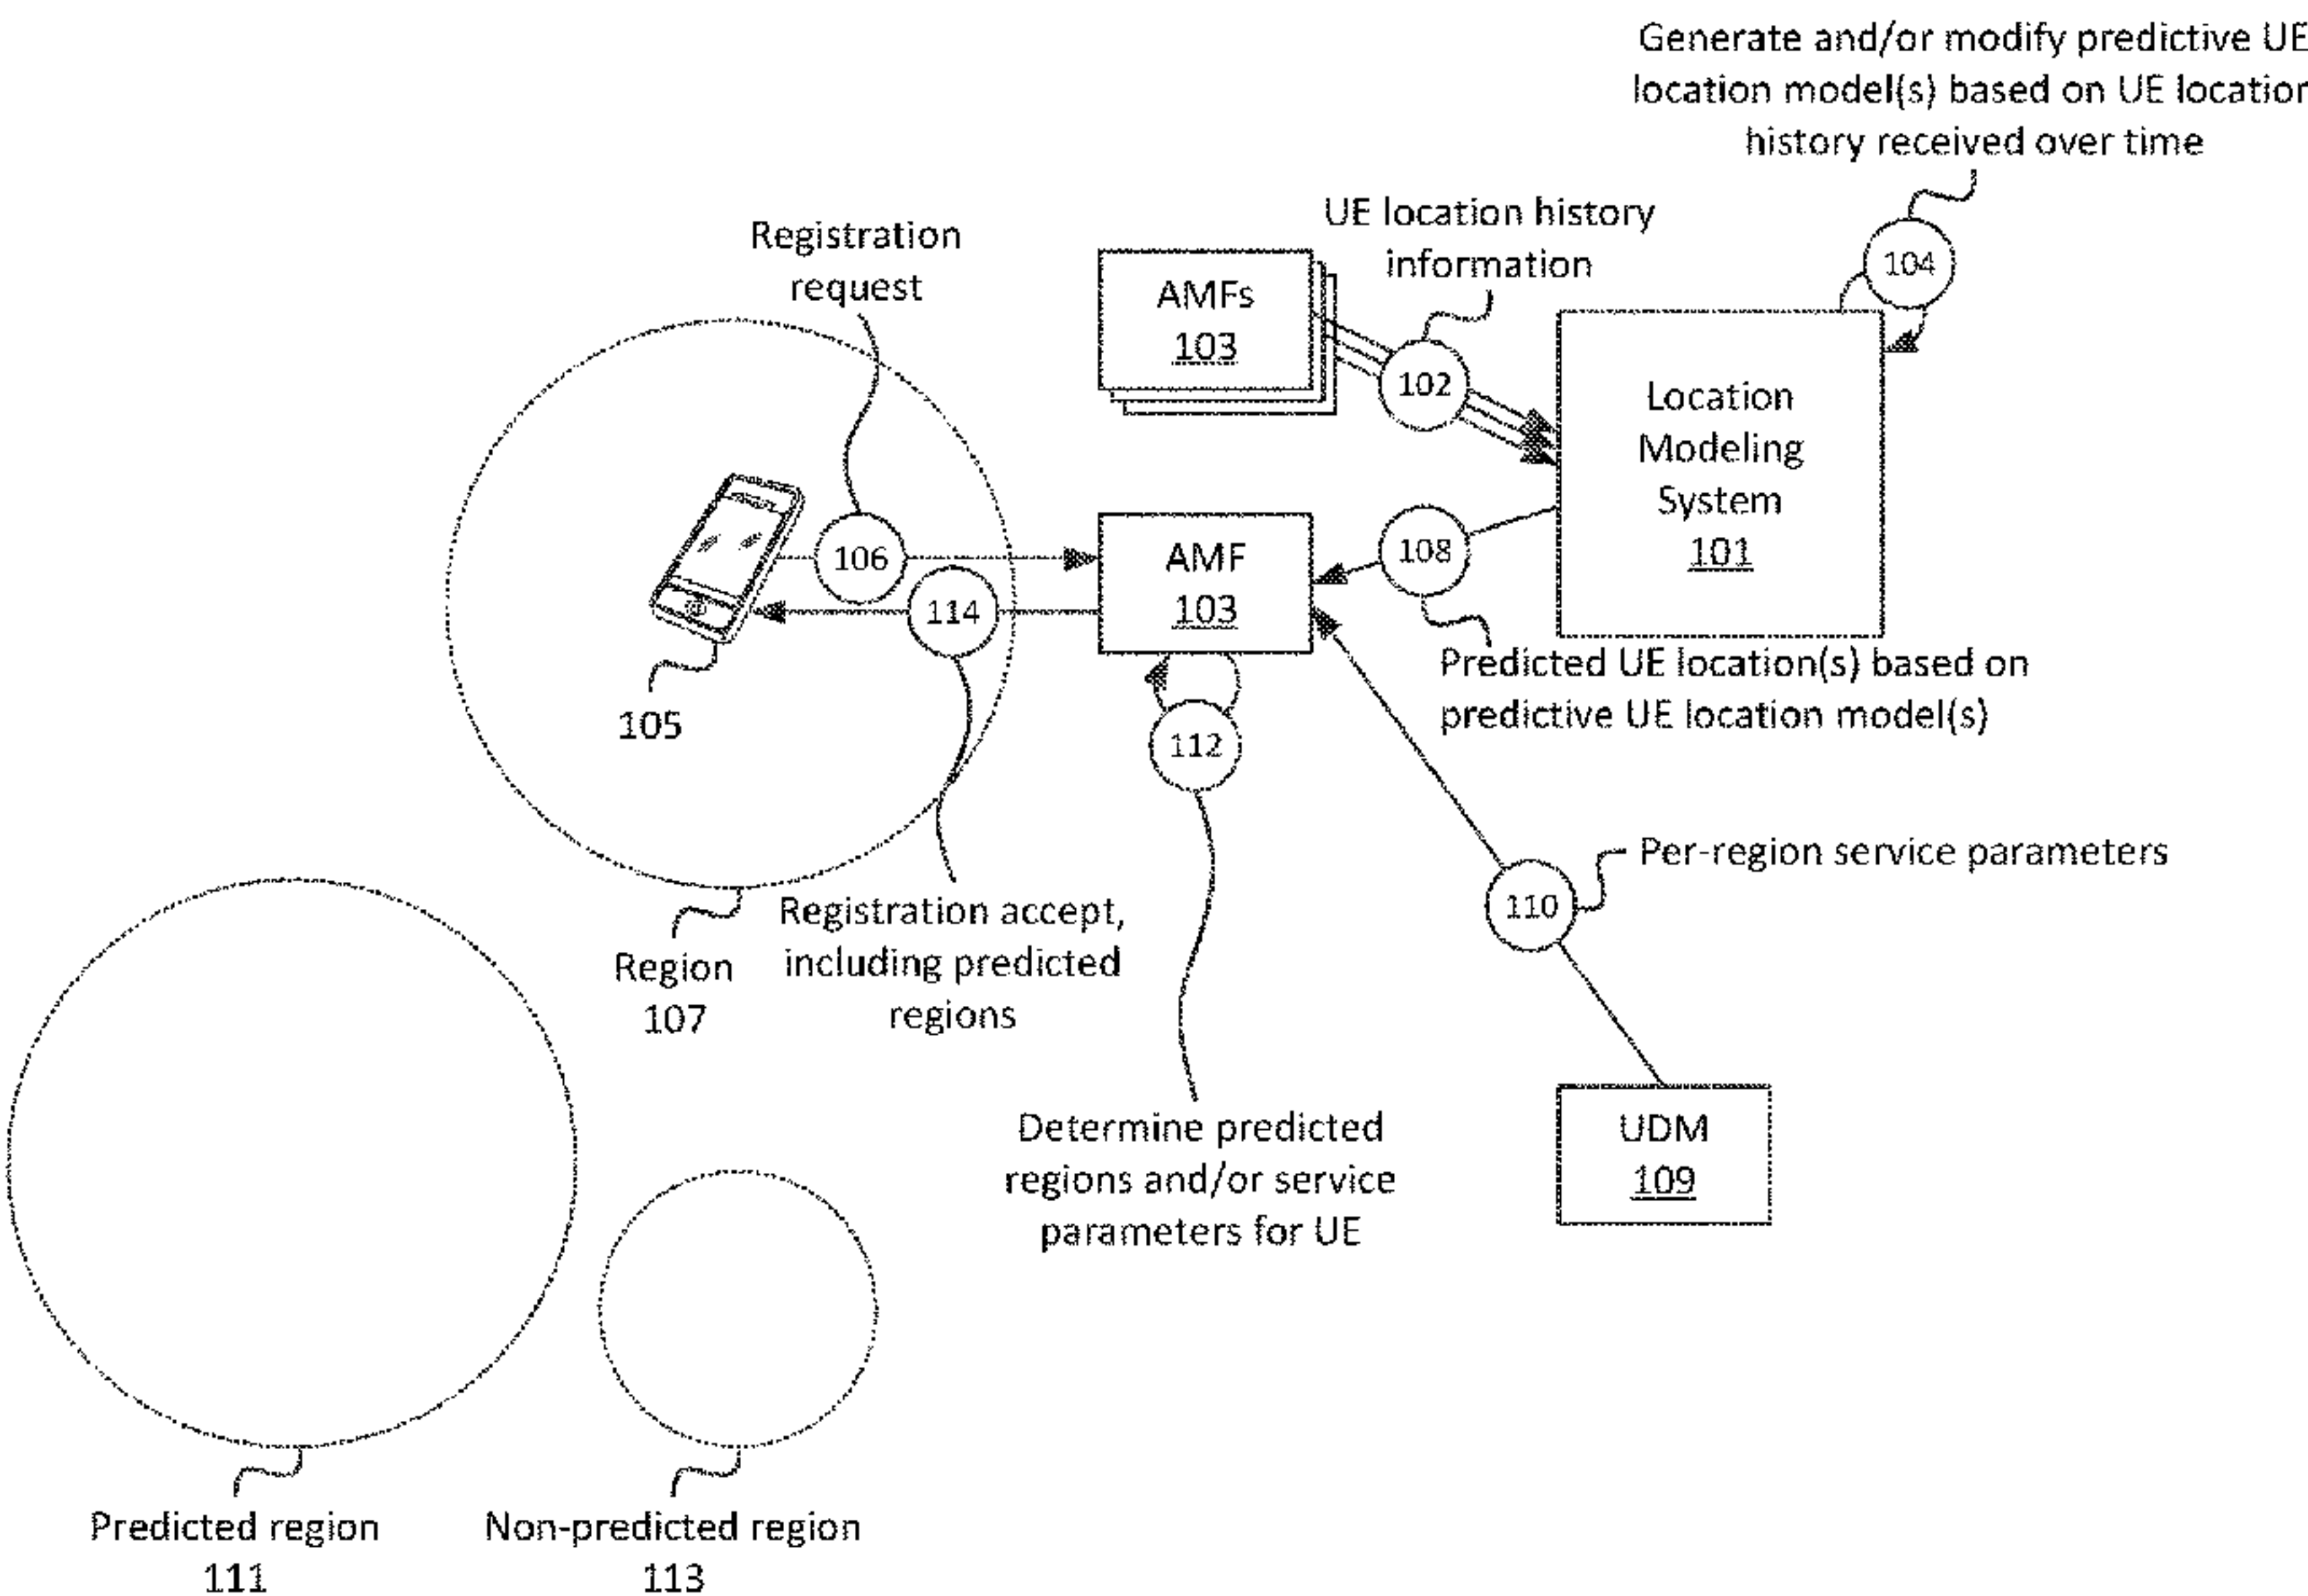 Generate and/or modify predictive UE
location model(s) based on UE location
history received over time
UE location history
information
Registration
request
104
AMFs
103
102
Location
Modeling
System
101
106
114
AMF
103
108
105
112
Predicted UE location(s) based on
predictive UE location model(s)
Per-region service parameters
110
Registration accept,
including predicted
regions
Region
107
Determine predicted
regions and/or service
parameters for UE
UDM
109
Predicted region
111
Non-predicted region
113